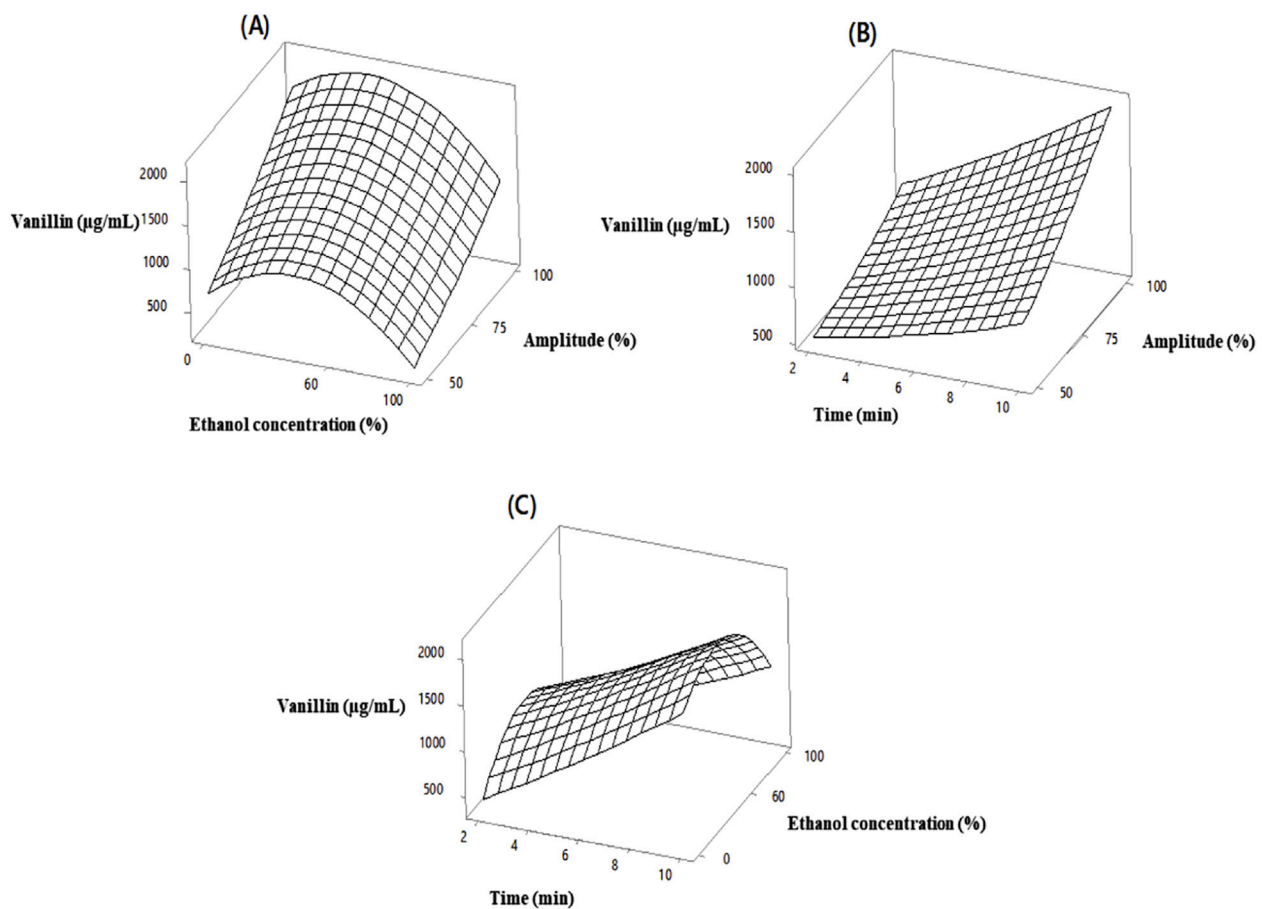 (A)
2000
1500
1000
500
Vanillin (µg/mL)
0
60
100
Ethanol concentration (%)
50
75
100
Amplitude (%)
(B)
2000
1500
1000
500
Vanillin (µg/mL)
2
4
6
8
10
Time (min)
50
75
100
Amplitude (%)
(C)
2000
1500
1000
500
Vanillin (µg/mL)
2
4
6
8
10
Time (min)
0
60
100
Ethanol concentration (%)